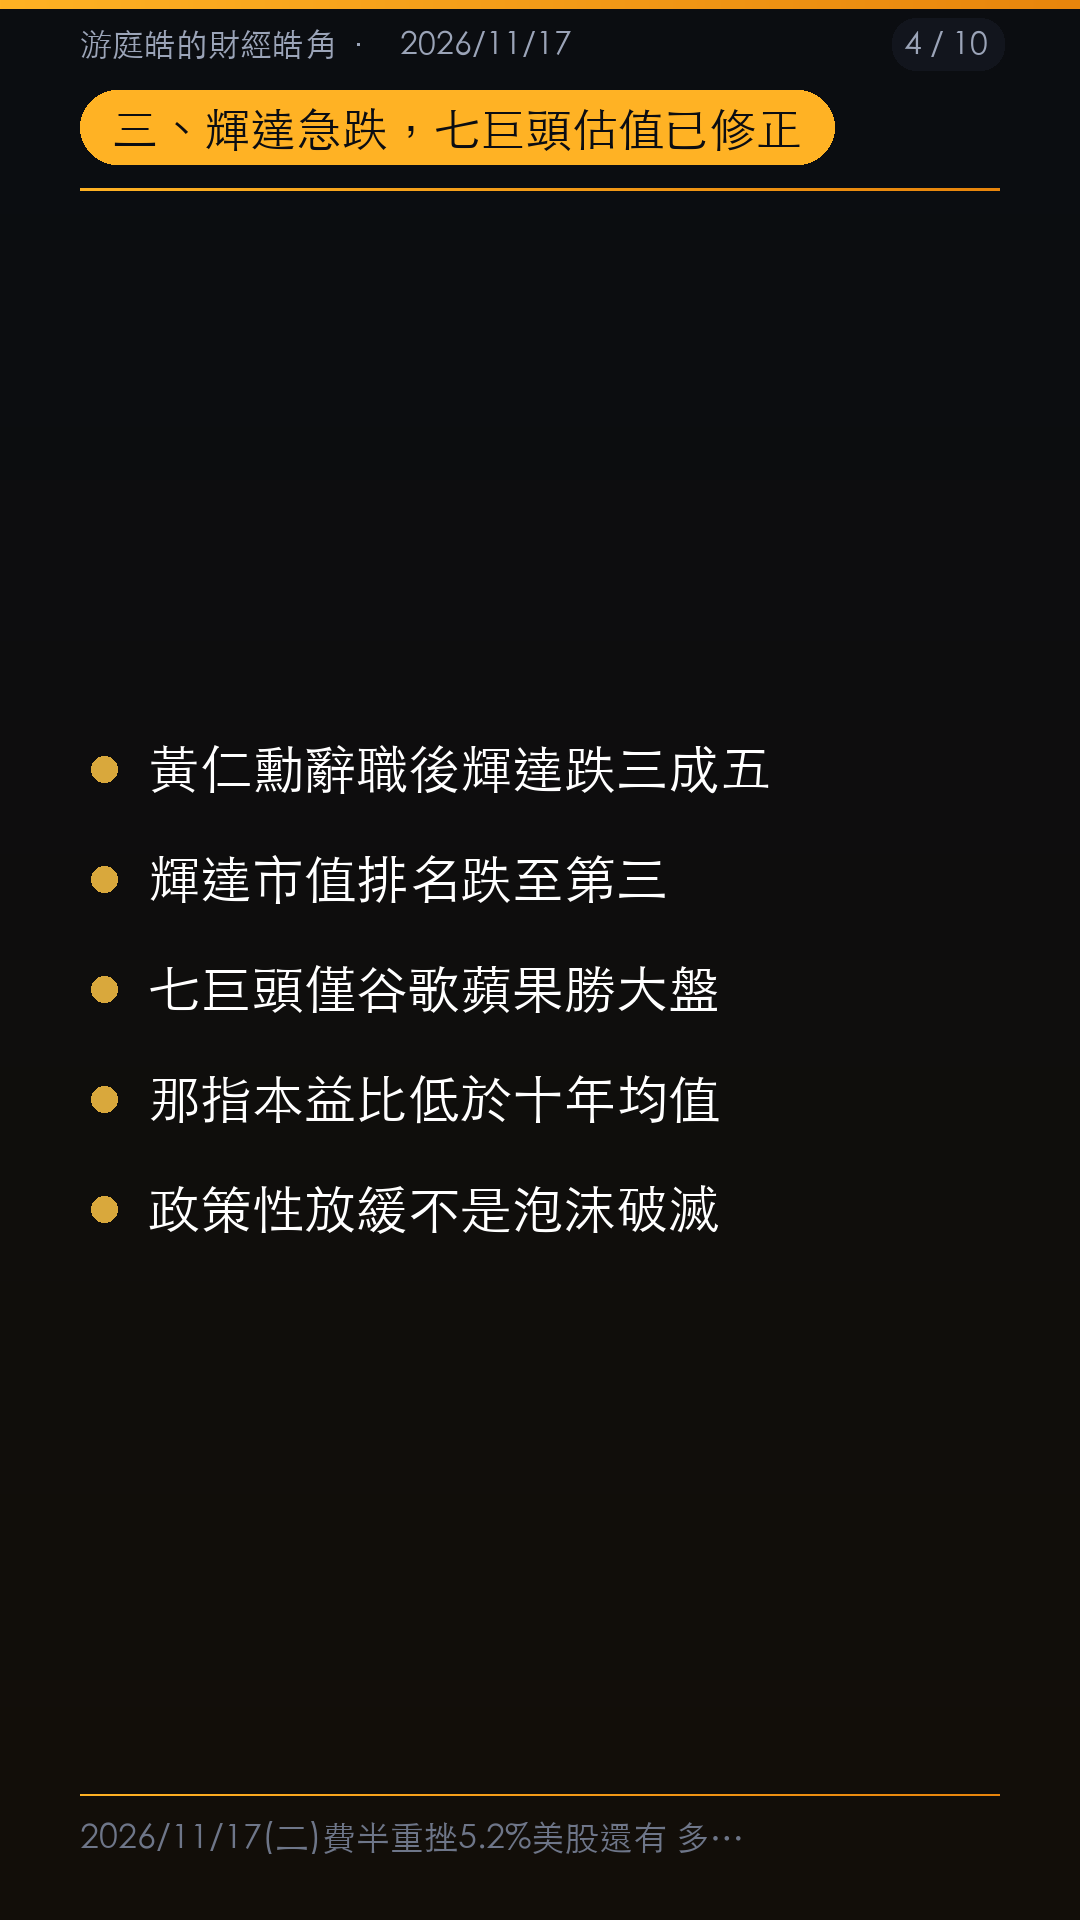 游庭皓的財經皓角 · 2026/11/17
4 / 10
三、輝達急跌，七巨頭估值已修正
黃仁勳辭職後輝達跌三成五
輝達市值排名跌至第三
七巨頭僅谷歌蘋果勝大盤
那指本益比低於十年均值
政策性放緩不是泡沫破滅
2026/11/17(二)費半重挫5.2%美股還有 多⋯